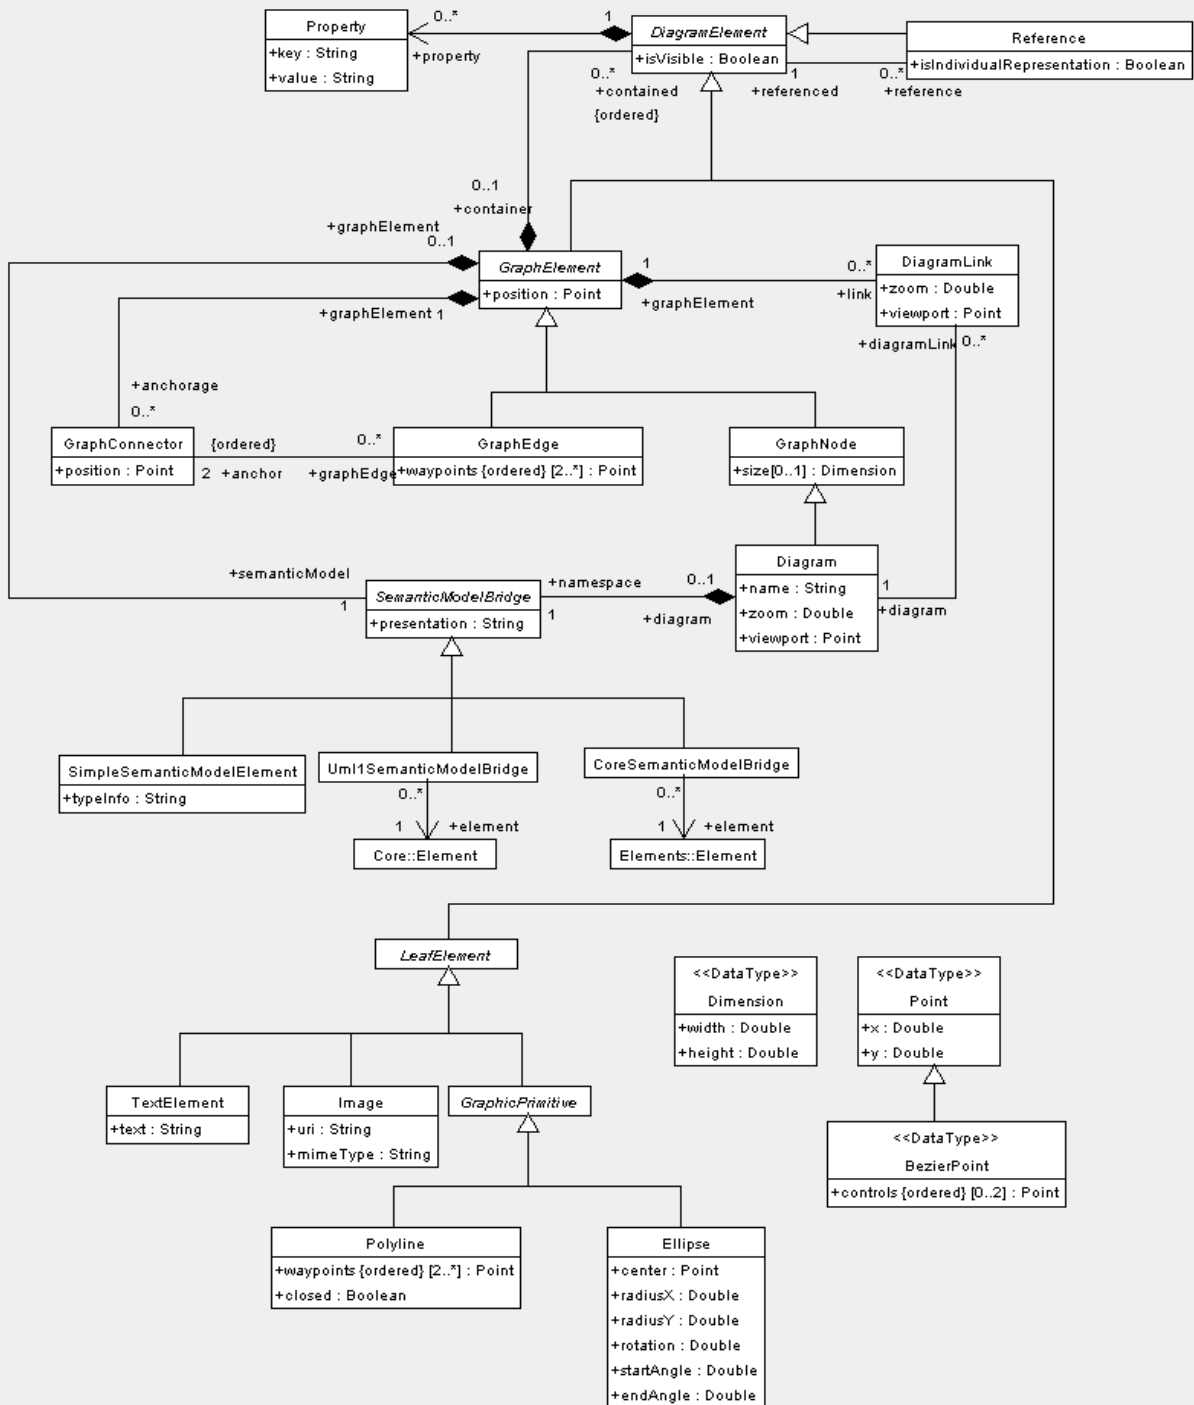 Property
+key : String
+value : String
0..*
+property
1
DiagramElement
+isVisible : Boolean
Reference
+isIndividualRepresentation : Boolean
0..*
+contained
{ordered}
1
+referenced
0..*
+reference
0..1
+container
+graphElement
0..1
GraphElement
+position : Point
1
+graphElement
0..*
+link
DiagramLink
+zoom : Double
+viewport : Point
+graphElement 1
+diagramLink
0..*
+anchorage
0..*
GraphConnector
+position : Point
{ordered}
2 +anchor
0..*
+graphEdge
GraphEdge
+waypoints {ordered} [2..*] : Point
GraphNode
+size[0..1] : Dimension
+semanticModel
1
SemanticModelBridge
+presentation : String
+namespace
1
0..1
+diagram
Diagram
+name : String
+zoom : Double
+viewport : Point
1
+diagram
SimpleSemanticModelElement
+typeInfo : String
Uml1SemanticModelBridge
0..*
1
+element
Core::Element
CoreSemanticModelBridge
0..*
1
+element
Elements::Element
LeafElement
<<DataType>>
Dimension
+width : Double
+height : Double
<<DataType>>
Point
+x : Double
+y : Double
TextElement
+text : String
Image
+uri : String
+mimeType : String
GraphicPrimitive
<<DataType>>
BezierPoint
+controls {ordered} [0..2] : Point
Polyline
+waypoints {ordered} [2..*] : Point
+closed : Boolean
Ellipse
+center : Point
+radiusX : Double
+radiusY : Double
+rotation : Double
+startAngle : Double
+endAngle : Double